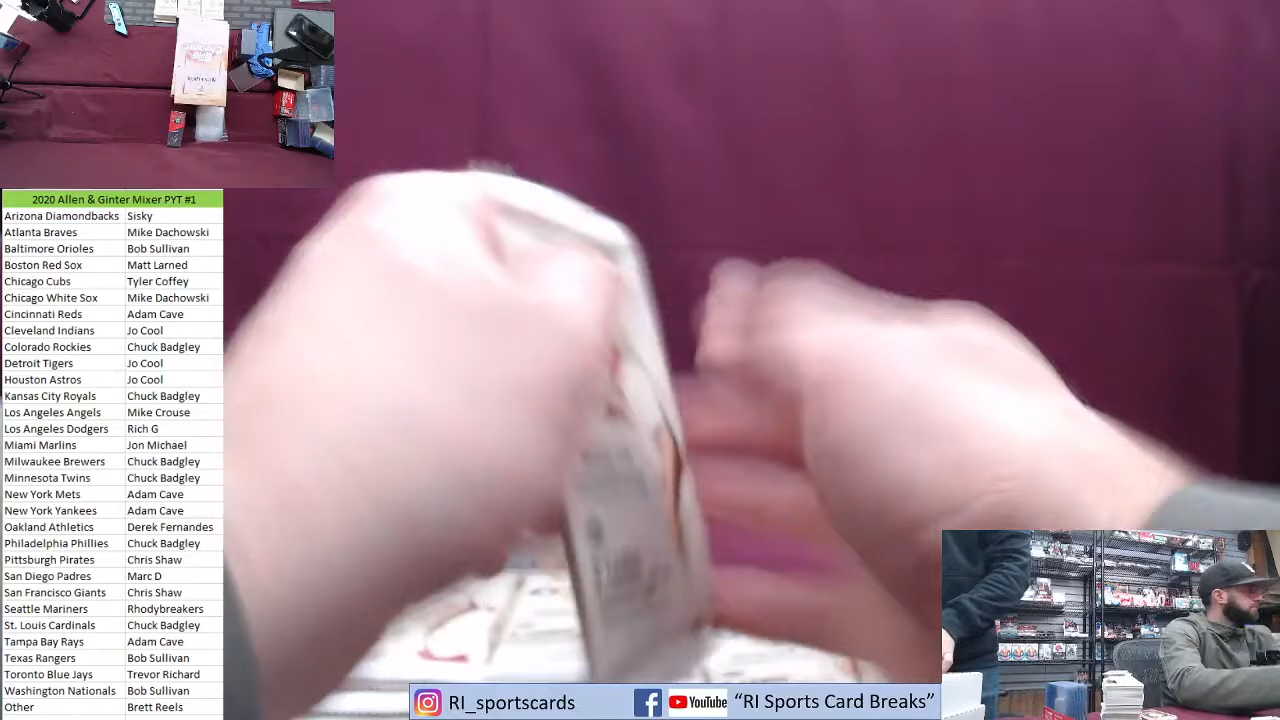 2020 Allen & Ginter Mixer PYT #1
Arizona Diamondbacks Sisky
Atlanta Braves Mike Dachowski
Baltimore Orioles Bob Sullivan
Boston Red Sox Matt Larned
Chicago Cubs Tyler Coffey
Chicago White Sox Mike Dachowski
Cincinnati Reds Adam Cave
Cleveland Indians Jo Cool
Colorado Rockies Chuck Badgley
Detroit Tigers Jo Cool
Houston Astros Jo Cool
Kansas City Royals Chuck Badgley
Los Angeles Angels Mike Crouse
Los Angeles Dodgers Rich G
Miami Marlins Jon Michael
Milwaukee Brewers Chuck Badgley
Minnesota Twins Chuck Badgley
New York Mets Adam Cave
New York Yankees Adam Cave
Oakland Athletics Derek Fernandes
Philadelphia Phillies Chuck Badgley
Pittsburgh Pirates Chris Shaw
San Diego Padres Marc D
San Francisco Giants Chris Shaw
Seattle Mariners Rhodybreakers
St. Louis Cardinals Chuck Badgley
Tampa Bay Rays Adam Cave
Texas Rangers Bob Sullivan
Toronto Blue Jays Trevor Richard
Washington Nationals Bob Sullivan
Other Brett Reels
RI_sportscards YouTube "RI Sports Card Breaks"